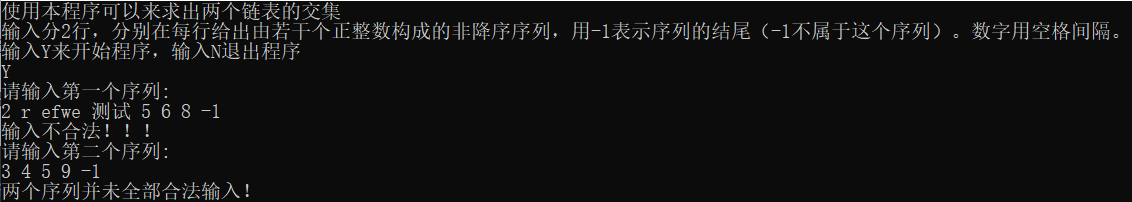 使用本程序可以来求出两个链表的交集
输入分2行，分别在每行给出由若干个正整数构成的非降序序列，用-1表示序列的结尾（-1不属于这个序列）。数字用空格间隔。
输入Y来开始程序，输入N退出程序
Y
请输入第一个序列:
2 r efwe 测试 5 6 8 -1
输入不合法！！！
请输入第二个序列:
3 4 5 9 -1
两个序列并未全部合法输入!